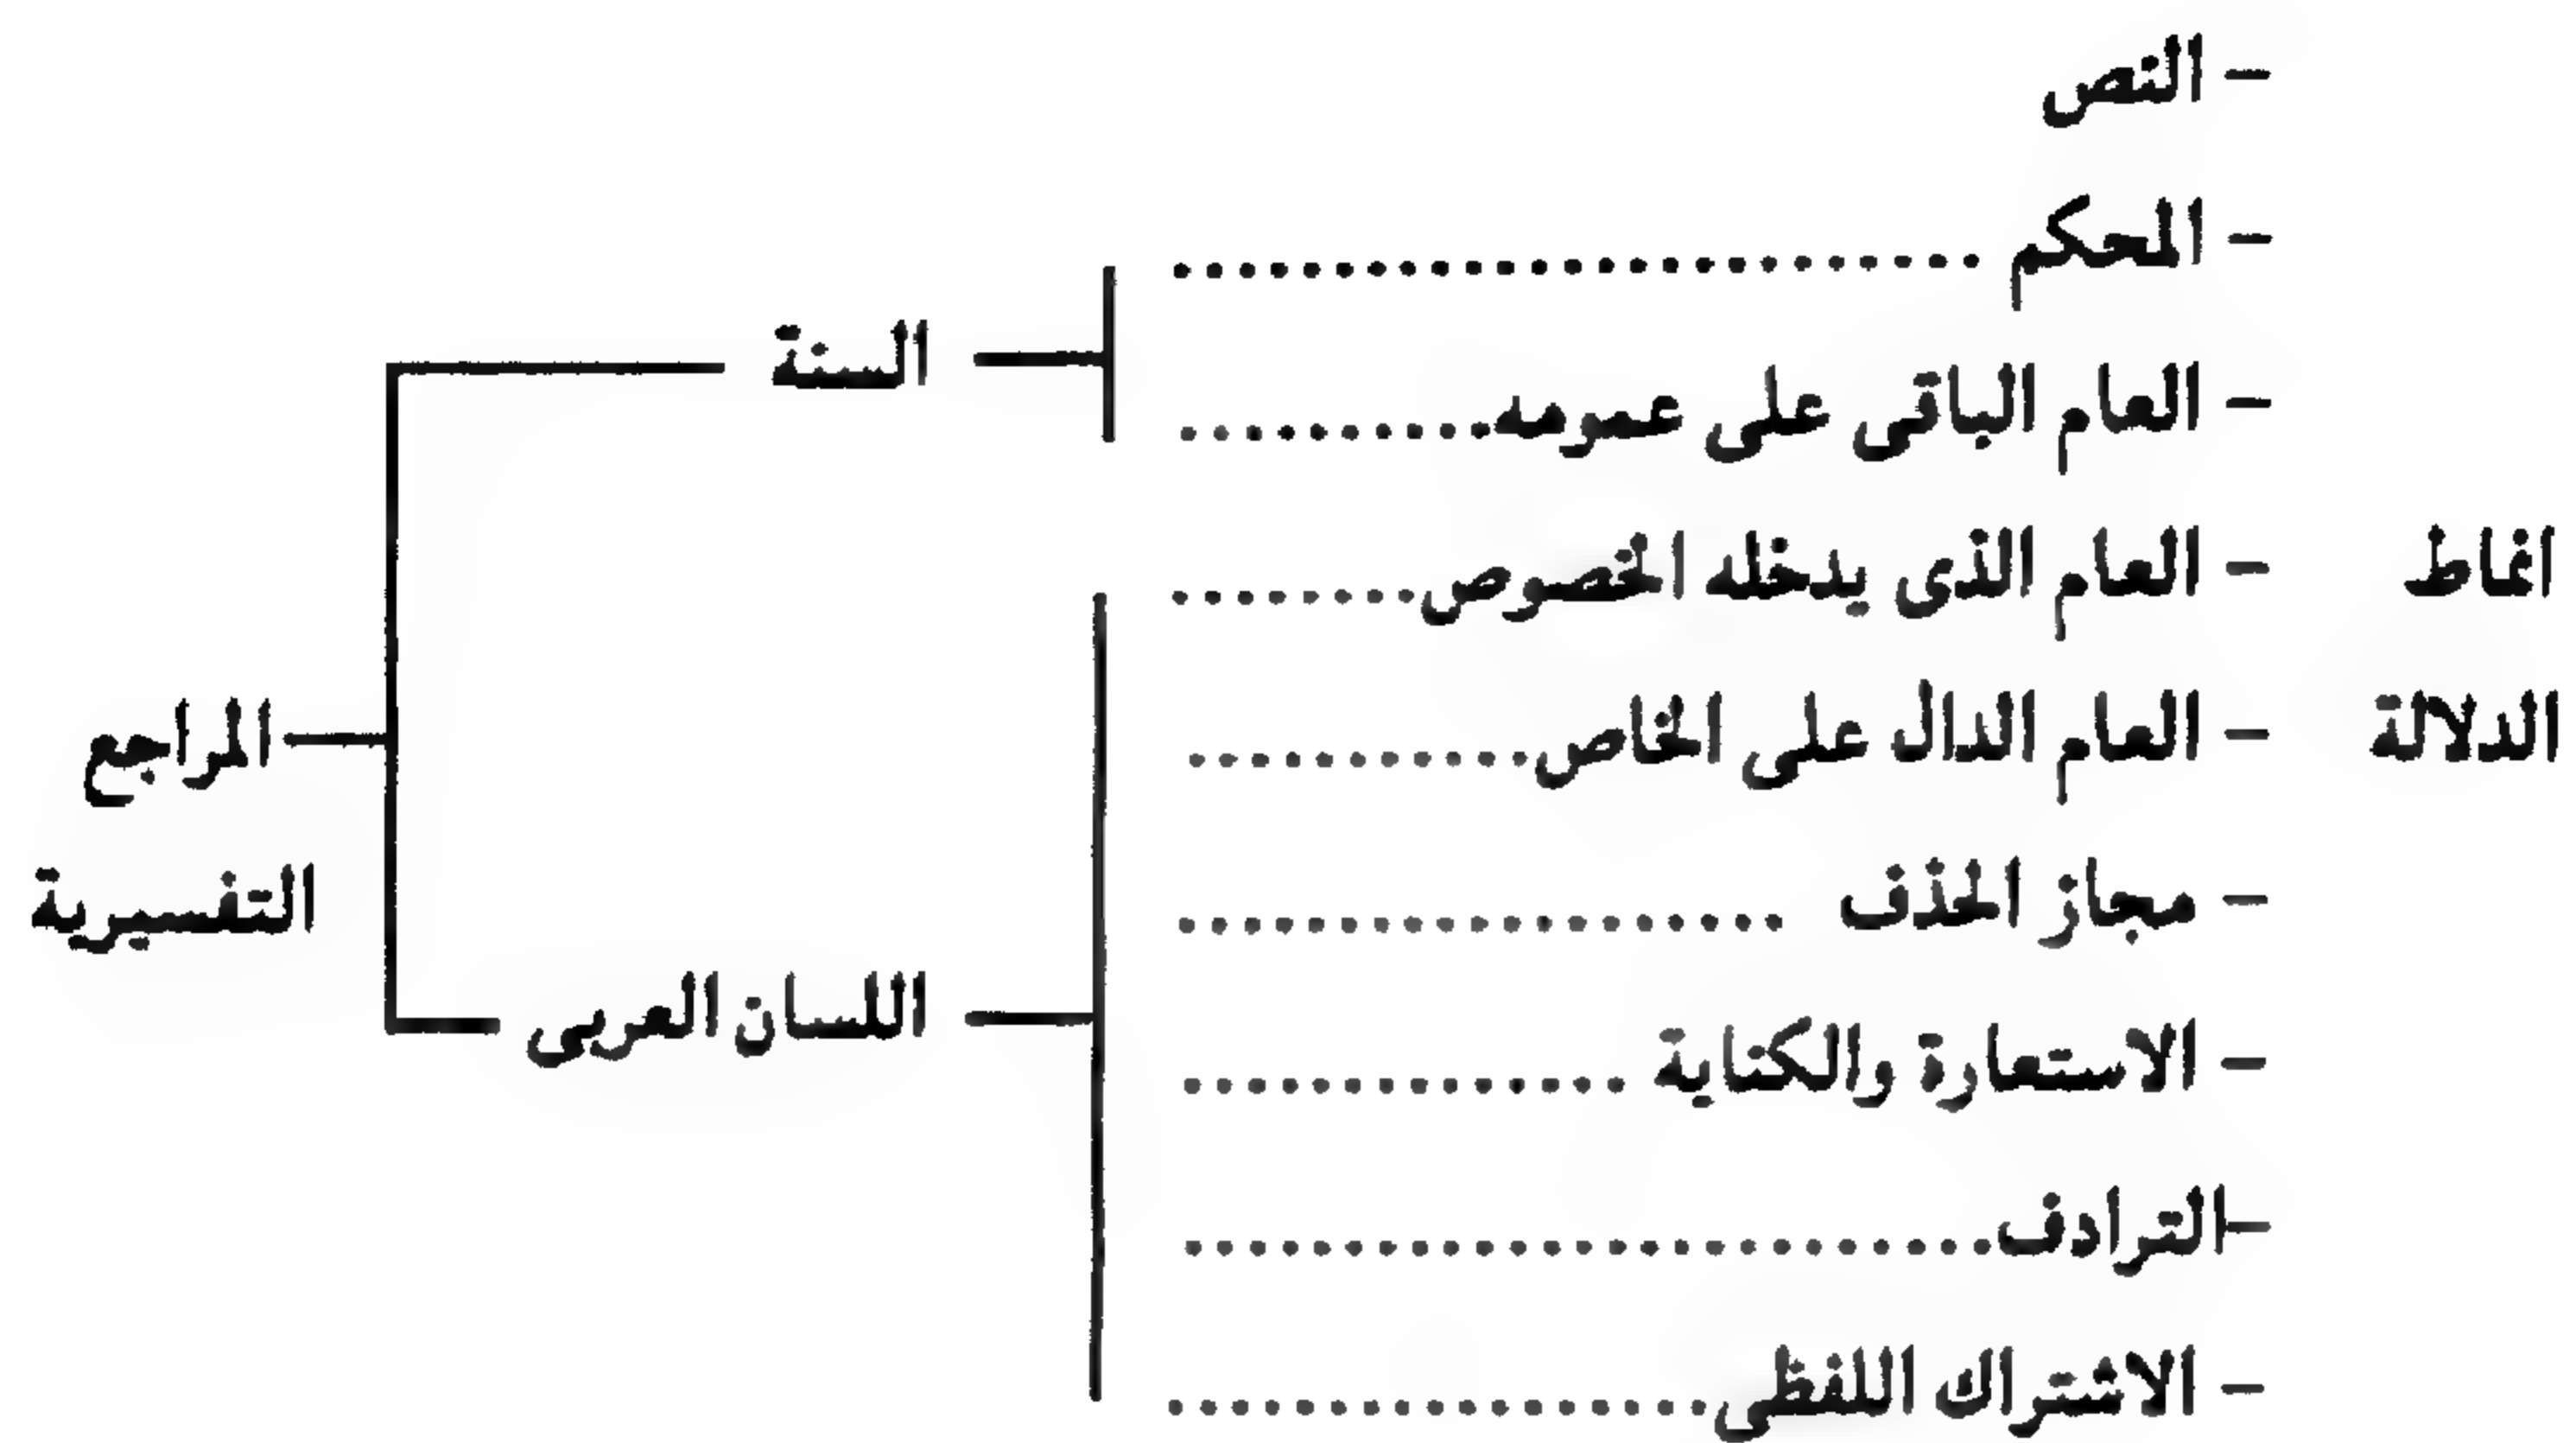 - النص
- المحكم ..........................
السنة
- العام الباقى على عمومه..........
انماط
- العام الذى يدخله الخصوص........
الدلالة
- العام الدال على الخاص...........
المراجع
- مجاز الحذف ...................
التفسيرية
- الاستعارة والكناية ..............
اللسان العربى
-الترادف.........................
- الاشتراك اللفظى.................